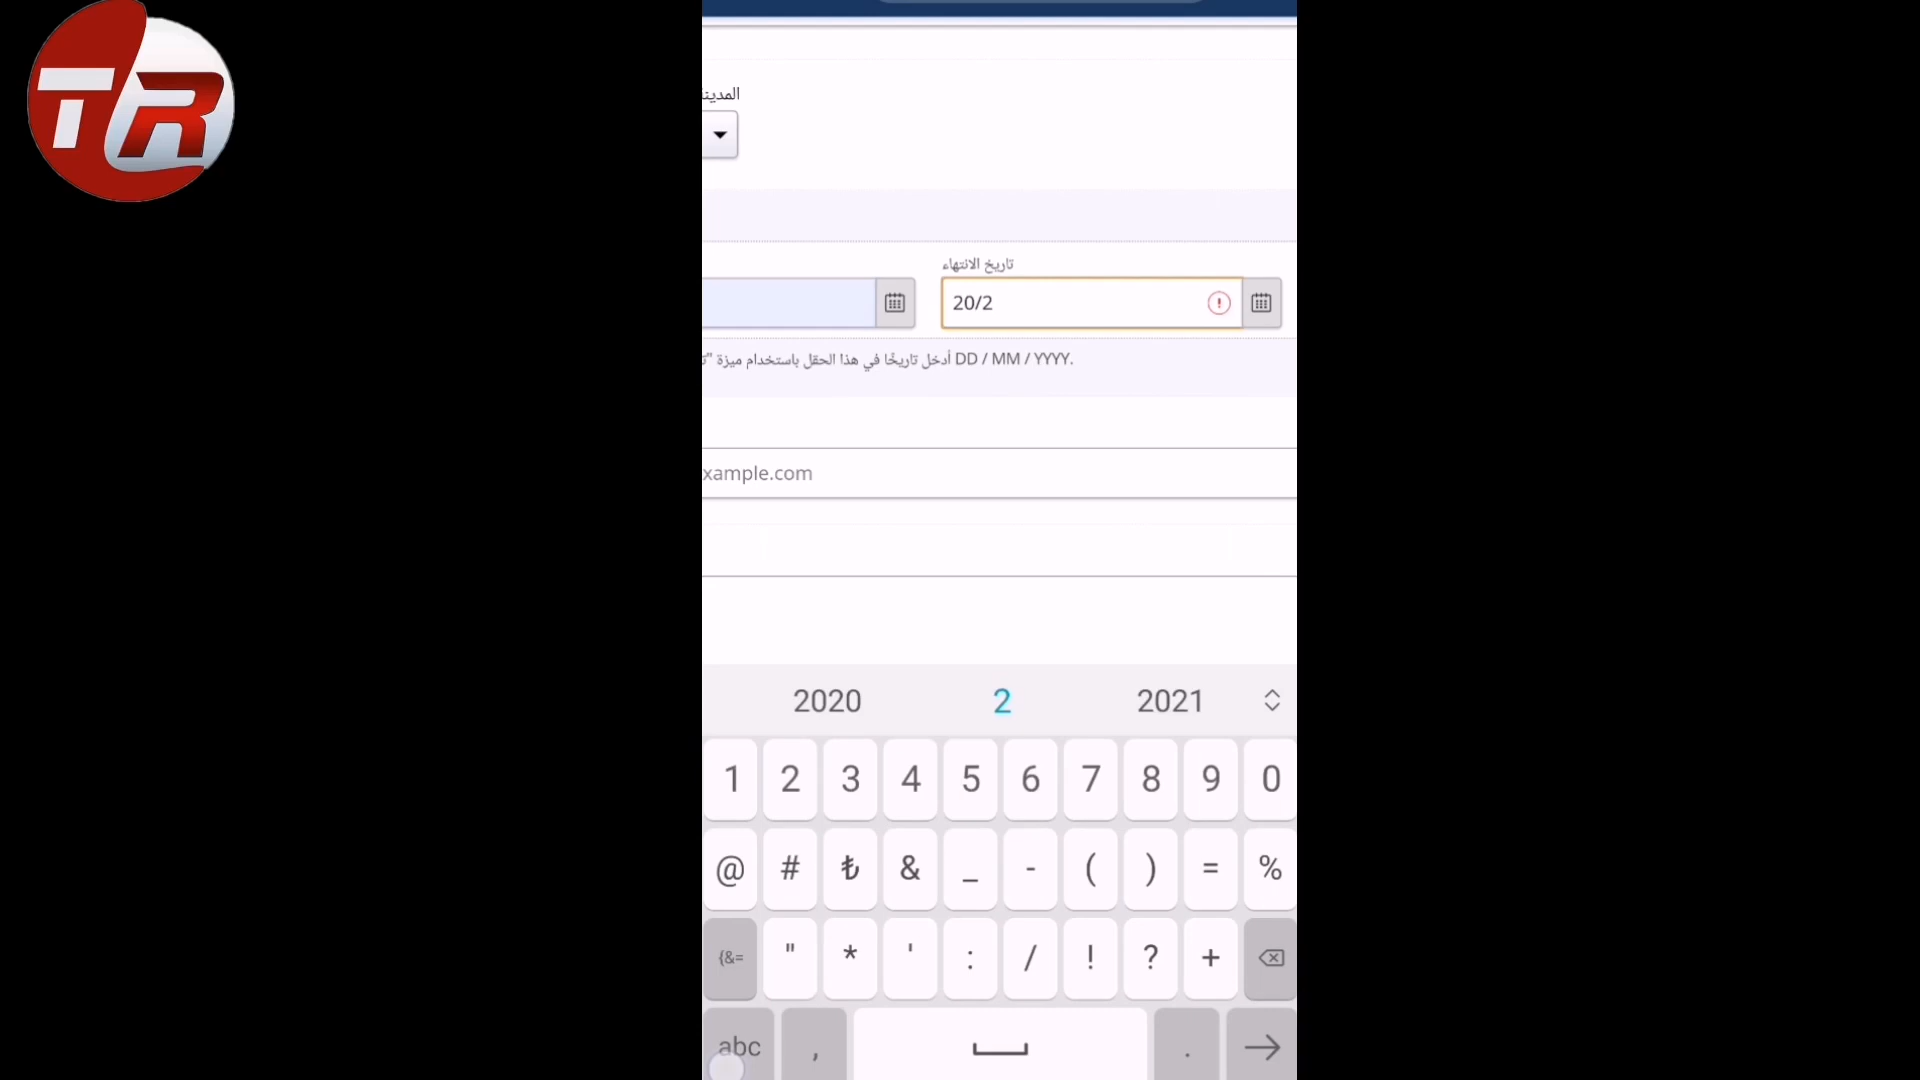 TR
المدينة
تاريخ الانتهاء
20/2
أدخل تاريخًا في هذا الحقل باستخدام ميزة "ت DD / MM / YYYY.
xample.com
2020 2 2021
1 2 3 4 5 6 7 8 9 0
@ # ₺ & _ - ( ) = %
{&= " * ' : / ! ? +
abc , .